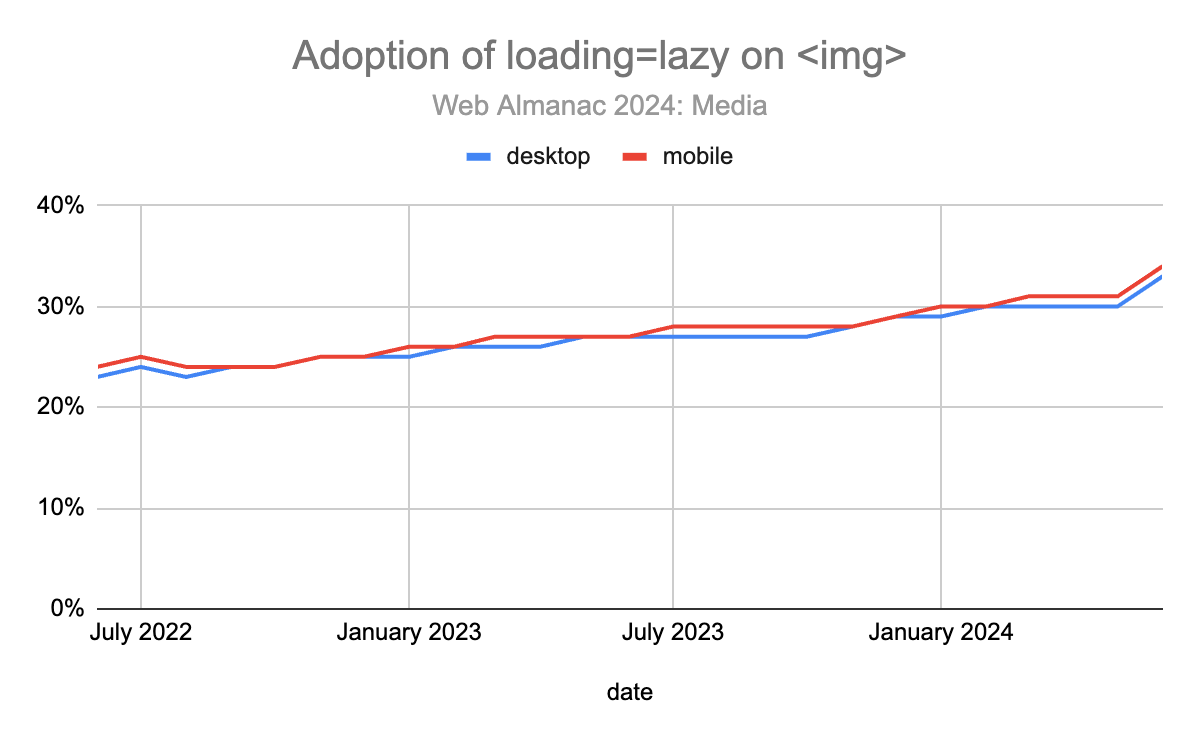 Adoption of loading=lazy on <img>
Web Almanac 2024: Media
desktop mobile
40%
30%
20%
10%
0%
July 2022 January 2023 July 2023 January 2024
date